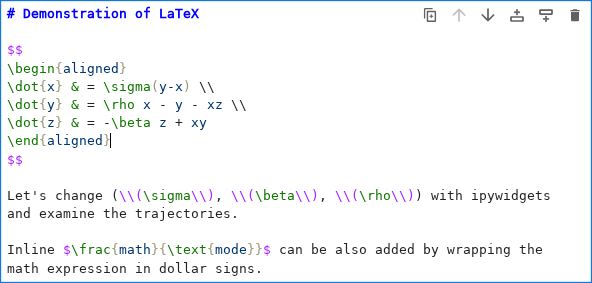 # Demonstration of LaTeX
$$
\begin{aligned}
\dot{x} & = \sigma(y-x) \\
\dot{y} & = \rho x - y - xz \\
\dot{z} & = -\beta z + xy
\end{aligned}
$$
Let's change (\\(\sigma\\), \\(\beta\\), \\(\rho\\)) with ipywidgets
and examine the trajectories.
Inline $\frac{math}{\text{mode}}$ can be also added by wrapping the
math expression in dollar signs.